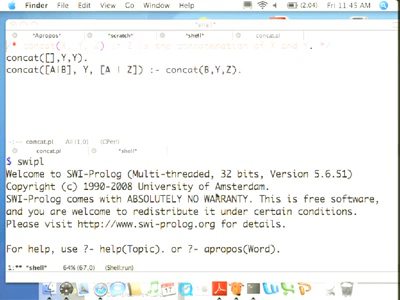 Finder File Edit View Go Window Help (2:04) Fri 11:45 AM
*shell*
*Apropos* *scratch* *shell* concat.pl
concat([],Y,Y).
concat([A|B], Y, [A | Z]) :- concat(B,Y,Z).
-:-- concat.pl All (1,0) (CPerl)
concat.pl *shell*
$ swipl
Welcome to SWI-Prolog (Multi-threaded, 32 bits, Version 5.6.51)
Copyright (c) 1990-2008 University of Amsterdam.
SWI-Prolog comes with ABSOLUTELY NO WARRANTY. This is free software,
and you are welcome to redistribute it under certain conditions.
Please visit http://www.swi-prolog.org for details.
For help, use ?- help(Topic). or ?- apropos(Word).
1:** *shell* 64% (67,0) (Shell:run)